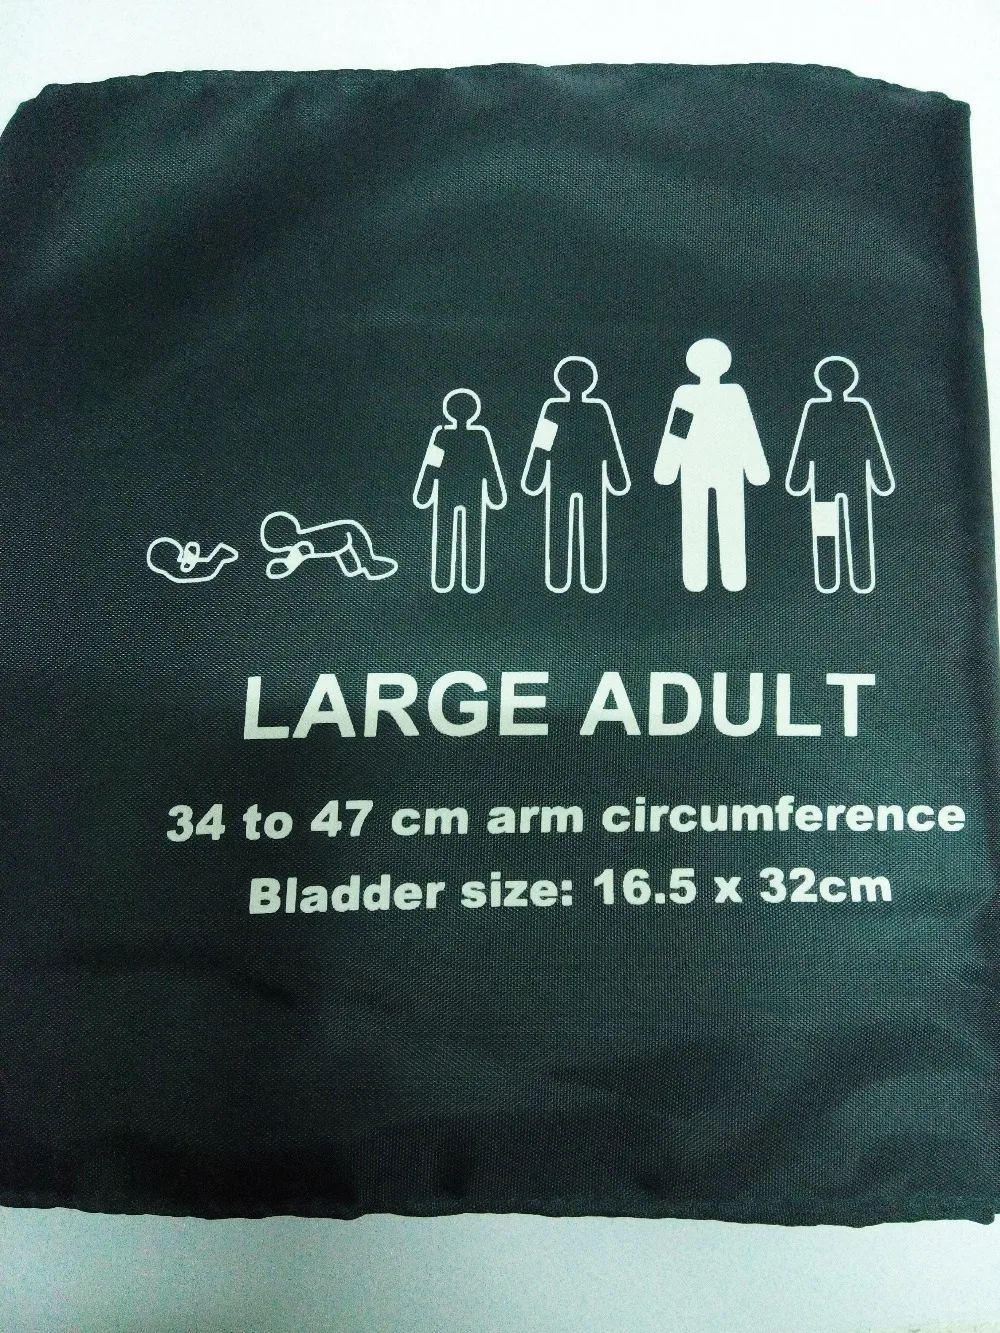 LARGE ADULT
34 to 47 cm arm circumference
Bladder size: 16.5 x 32cm